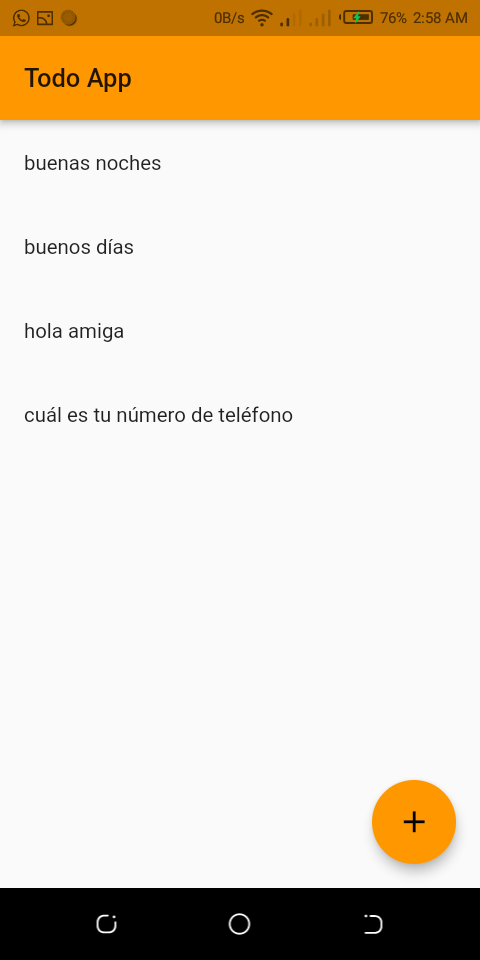 0B/s 76% 2:58 AM
Todo App
buenas noches
buenos días
hola amiga
cuál es tu número de teléfono